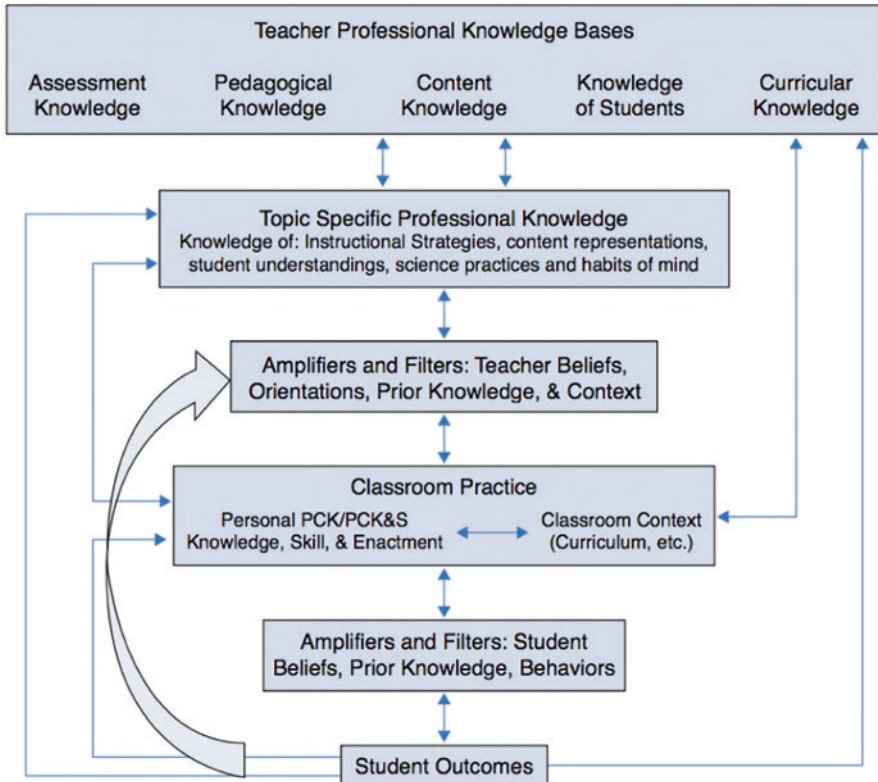 Teacher Professional Knowledge Bases
Assessment Knowledge
Pedagogical Knowledge
Content Knowledge
Knowledge of Students
Curricular Knowledge
Topic Specific Professional Knowledge
Knowledge of: Instructional Strategies, content representations,
student understandings, science practices and habits of mind
Amplifiers and Filters: Teacher Beliefs,
Orientations, Prior Knowledge, & Context
Classroom Practice
Personal PCK/PCK&S
Knowledge, Skill, & Enactment
Classroom Context
(Curriculum, etc.)
Amplifiers and Filters: Student
Beliefs, Prior Knowledge, Behaviors
Student Outcomes